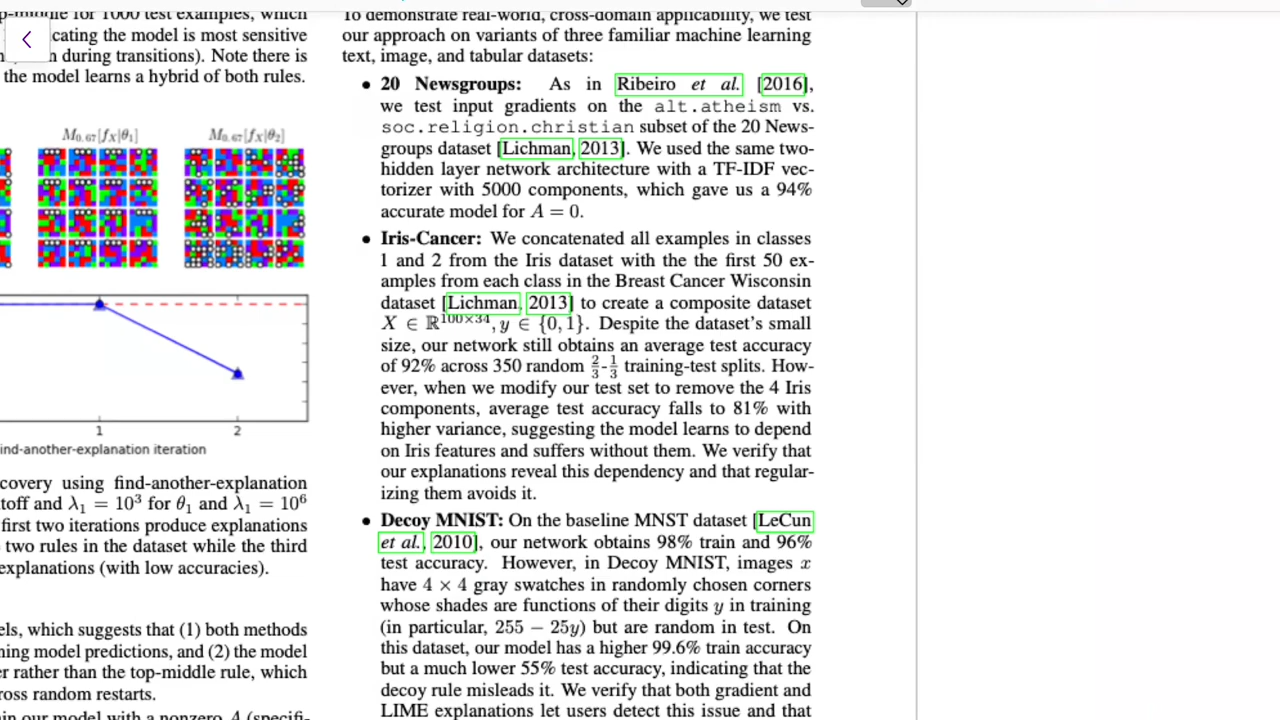 p-middle for 1000 test examples, which
cating the model is most sensitive
during transitions). Note there is
the model learns a hybrid of both rules.
M0.67[fX|θ1] M0.67[fX|θ2]
1 2
ind-another-explanation iteration
covery using find-another-explanation
toff and λ1 = 10³ for θ1 and λ1 = 10⁶
first two iterations produce explanations
two rules in the dataset while the third
explanations (with low accuracies).
els, which suggests that (1) both methods
ning model predictions, and (2) the model
er rather than the top-middle rule, which
ross random restarts.
in our model with a nonzero A (specifi-
To demonstrate real-world, cross-domain applicability, we test
our approach on variants of three familiar machine learning
text, image, and tabular datasets:
• 20 Newsgroups: As in Ribeiro et al. [2016],
we test input gradients on the alt.atheism vs.
soc.religion.christian subset of the 20 News-
groups dataset [Lichman, 2013]. We used the same two-
hidden layer network architecture with a TF-IDF vec-
torizer with 5000 components, which gave us a 94%
accurate model for A = 0.
• Iris-Cancer: We concatenated all examples in classes
1 and 2 from the Iris dataset with the the first 50 ex-
amples from each class in the Breast Cancer Wisconsin
dataset [Lichman, 2013] to create a composite dataset
X ∈ ℝ¹⁰⁰ˣ³⁴, y ∈ {0, 1}. Despite the dataset's small
size, our network still obtains an average test accuracy
of 92% across 350 random 2/3-1/3 training-test splits. How-
ever, when we modify our test set to remove the 4 Iris
components, average test accuracy falls to 81% with
higher variance, suggesting the model learns to depend
on Iris features and suffers without them. We verify that
our explanations reveal this dependency and that regular-
izing them avoids it.
• Decoy MNIST: On the baseline MNST dataset [LeCun
et al., 2010], our network obtains 98% train and 96%
test accuracy. However, in Decoy MNIST, images x
have 4 × 4 gray swatches in randomly chosen corners
whose shades are functions of their digits y in training
(in particular, 255 − 25y) but are random in test. On
this dataset, our model has a higher 99.6% train accuracy
but a much lower 55% test accuracy, indicating that the
decoy rule misleads it. We verify that both gradient and
LIME explanations let users detect this issue and that